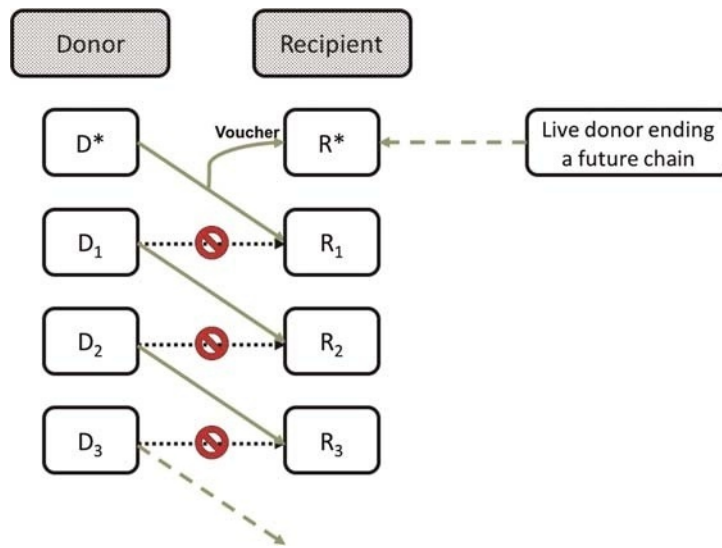 Donor Recipient
Voucher
D* R* Live donor ending
a future chain
D₁ R₁
D₂ R₂
D₃ R₃